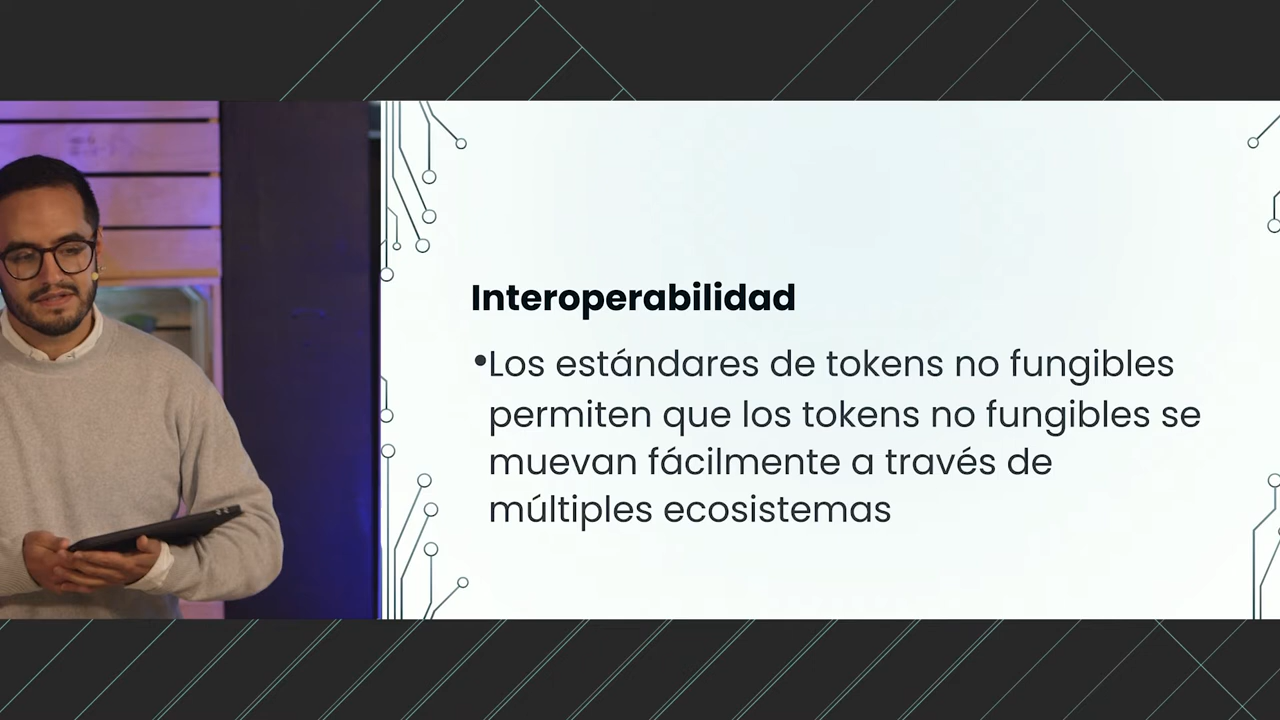 Interoperabilidad
•Los estándares de tokens no fungibles
permiten que los tokens no fungibles se
muevan fácilmente a través de
múltiples ecosistemas